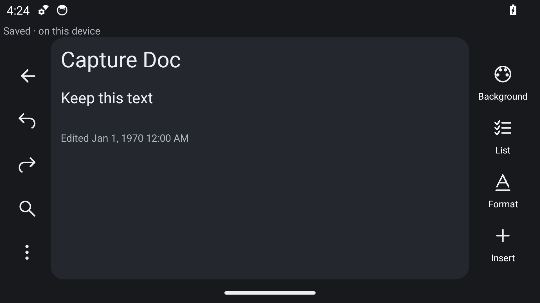 4:24
Saved · on this device
Capture Doc
Keep this text
Edited Jan 1, 1970 12:00 AM
Background
List
Format
Insert